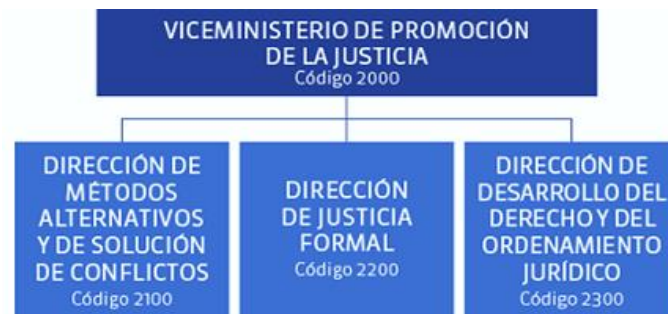 VICEMINISTERIO DE PROMOCIÓN
DE LA JUSTICIA
Código 2000
DIRECCIÓN DE
MÉTODOS
ALTERNATIVOS
Y DE SOLUCIÓN
DE CONFLICTOS
Código 2100
DIRECCIÓN
DE JUSTICIA
FORMAL
Código 2200
DIRECCIÓN DE
DESARROLLO DEL
DERECHO Y DEL
ORDENAMIENTO
JURÍDICO
Código 2300